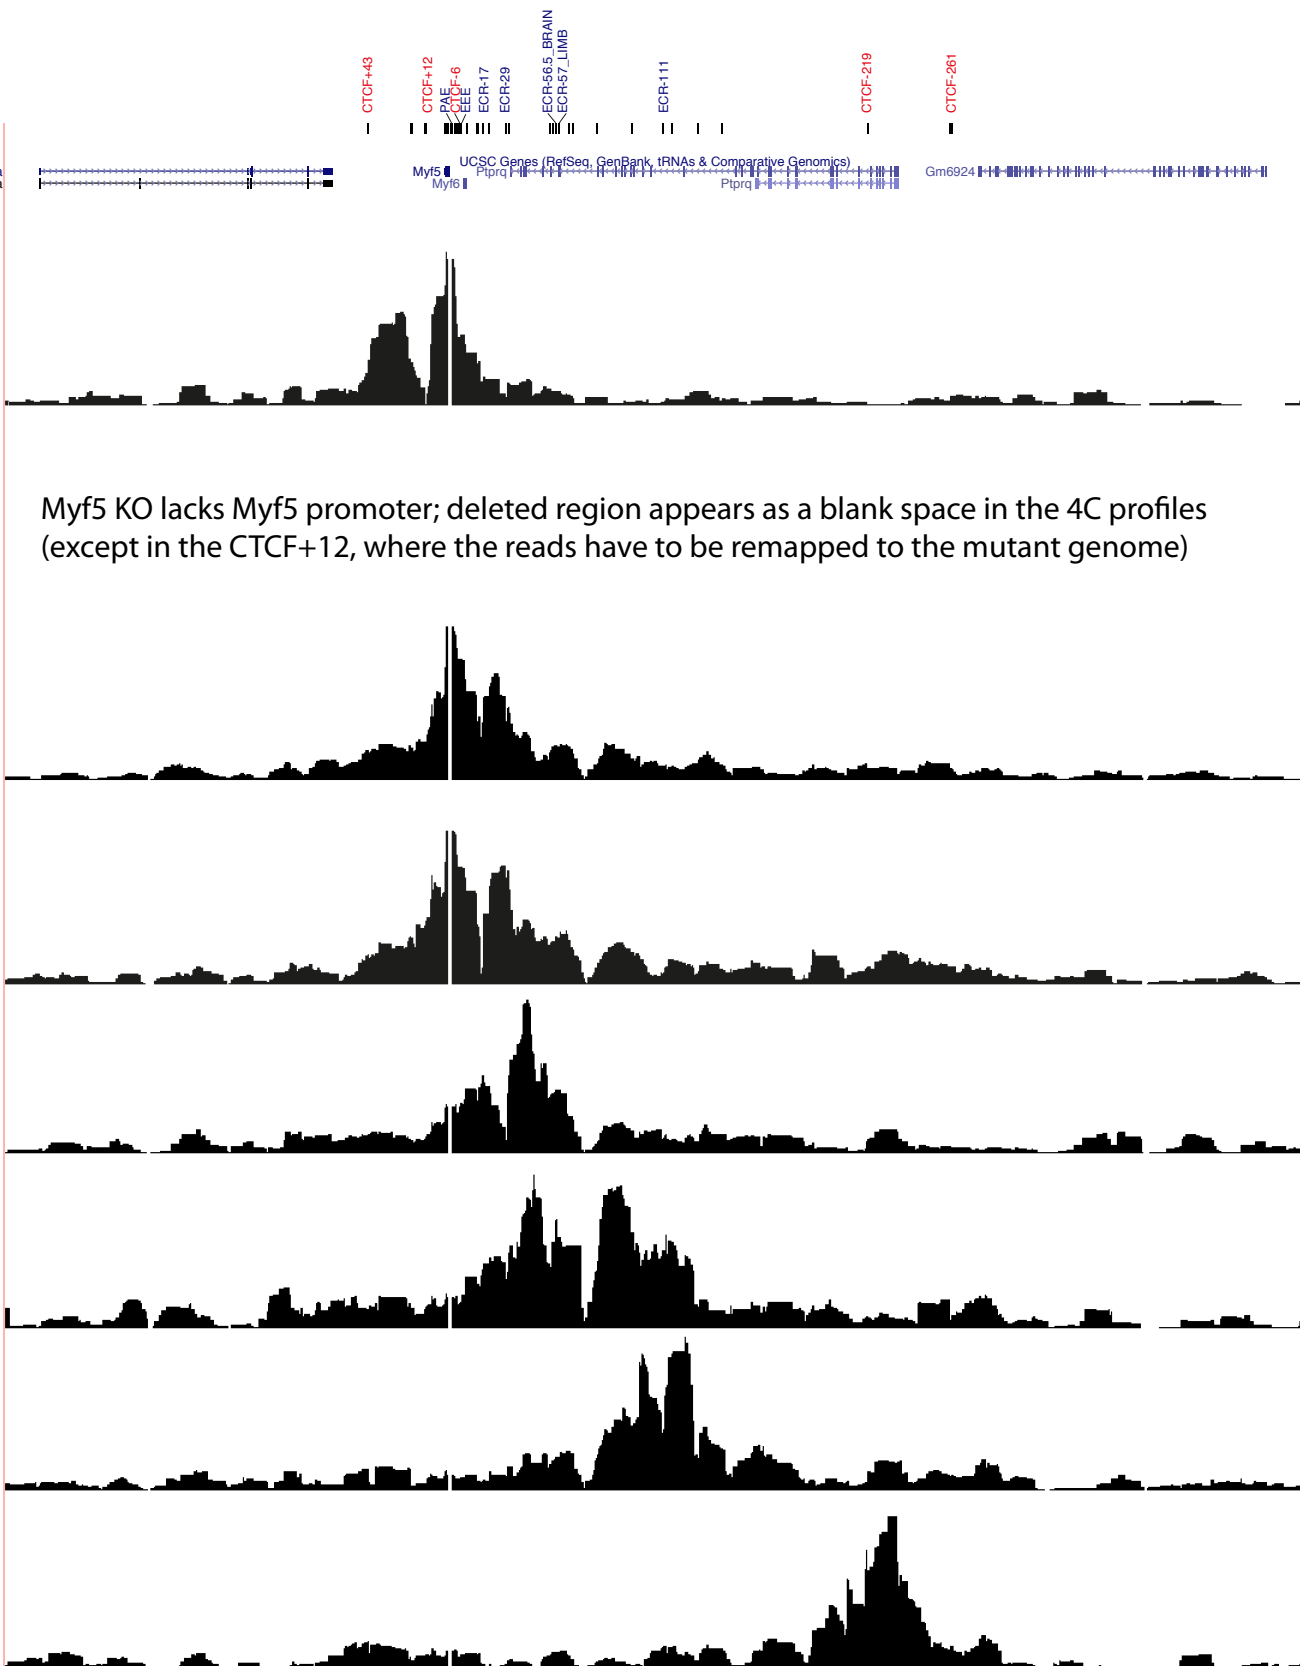 CTCF+43
CTCF+12
PAE
CTCF-6
EEE
ECR-17
ECR-29
ECR-56.5_BRAIN
ECR-57_LIMB
ECR-111
CTCF-219
CTCF-261
UCSC Genes (RefSeq, GenBank, tRNAs & Comparative Genomics)
a Myf5 Ptprq Gm6924
a Myf6 Ptprq
Myf5 KO lacks Myf5 promoter; deleted region appears as a blank space in the 4C profiles
(except in the CTCF+12, where the reads have to be remapped to the mutant genome)